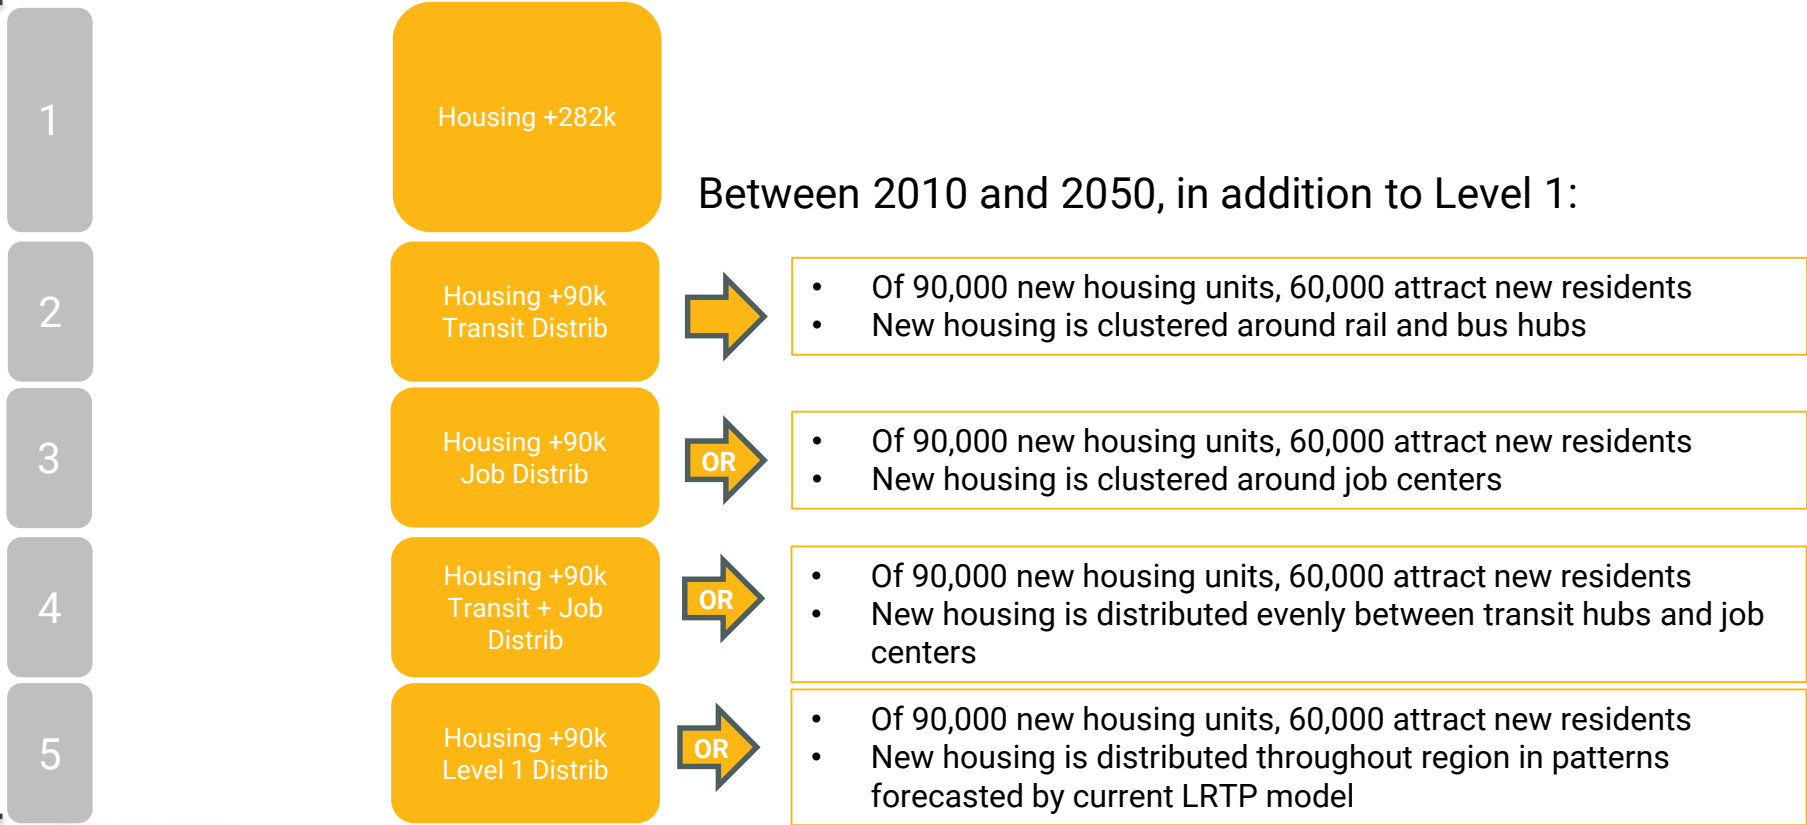 1
Housing +282k
Between 2010 and 2050, in addition to Level 1:
2
Housing +90k
Transit Distrib
• Of 90,000 new housing units, 60,000 attract new residents
• New housing is clustered around rail and bus hubs
3
Housing +90k
Job Distrib
OR
• Of 90,000 new housing units, 60,000 attract new residents
• New housing is clustered around job centers
4
Housing +90k
Transit + Job
Distrib
OR
• Of 90,000 new housing units, 60,000 attract new residents
• New housing is distributed evenly between transit hubs and job
centers
5
Housing +90k
Level 1 Distrib
OR
• Of 90,000 new housing units, 60,000 attract new residents
• New housing is distributed throughout region in patterns
forecasted by current LRTP model